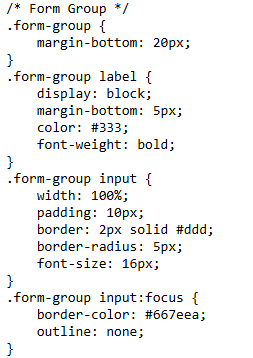 /* Form Group */
.form-group {
    margin-bottom: 20px;
}
.form-group label {
    display: block;
    margin-bottom: 5px;
    color: #333;
    font-weight: bold;
}
.form-group input {
    width: 100%;
    padding: 10px;
    border: 2px solid #ddd;
    border-radius: 5px;
    font-size: 16px;
}
.form-group input:focus {
    border-color: #667eea;
    outline: none;
}